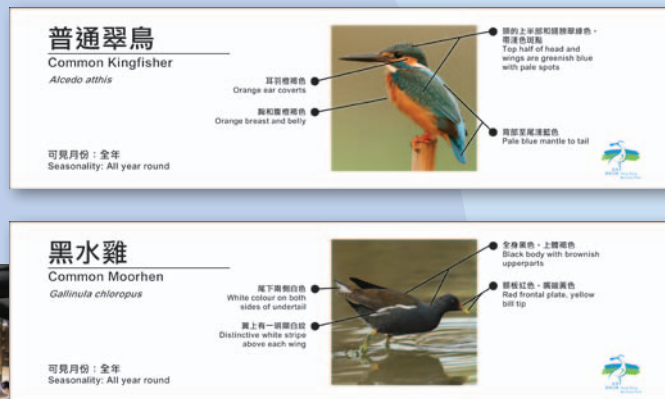 普通翠鳥
Common Kingfisher
Alcedo atthis
耳羽橙褐色
Orange ear coverts
胸和腹橙褐色
Orange breast and belly
頭的上半部和翅膀翠綠色，
帶淺色斑點
Top half of head and
wings are greenish blue
with pale spots
背部至尾淺藍色
Pale blue mantle to tail
可見月份：全年
Seasonality: All year round
黑水雞
Common Moorhen
Gallinula chloropus
尾下兩側白色
White colour on both
sides of undertail
翼上有一明顯白紋
Distinctive white stripe
above each wing
全身黑色，上體褐色
Black body with brownish
upperparts
額板紅色，嘴端黃色
Red frontal plate, yellow
bill tip
可見月份：全年
Seasonality: All year round